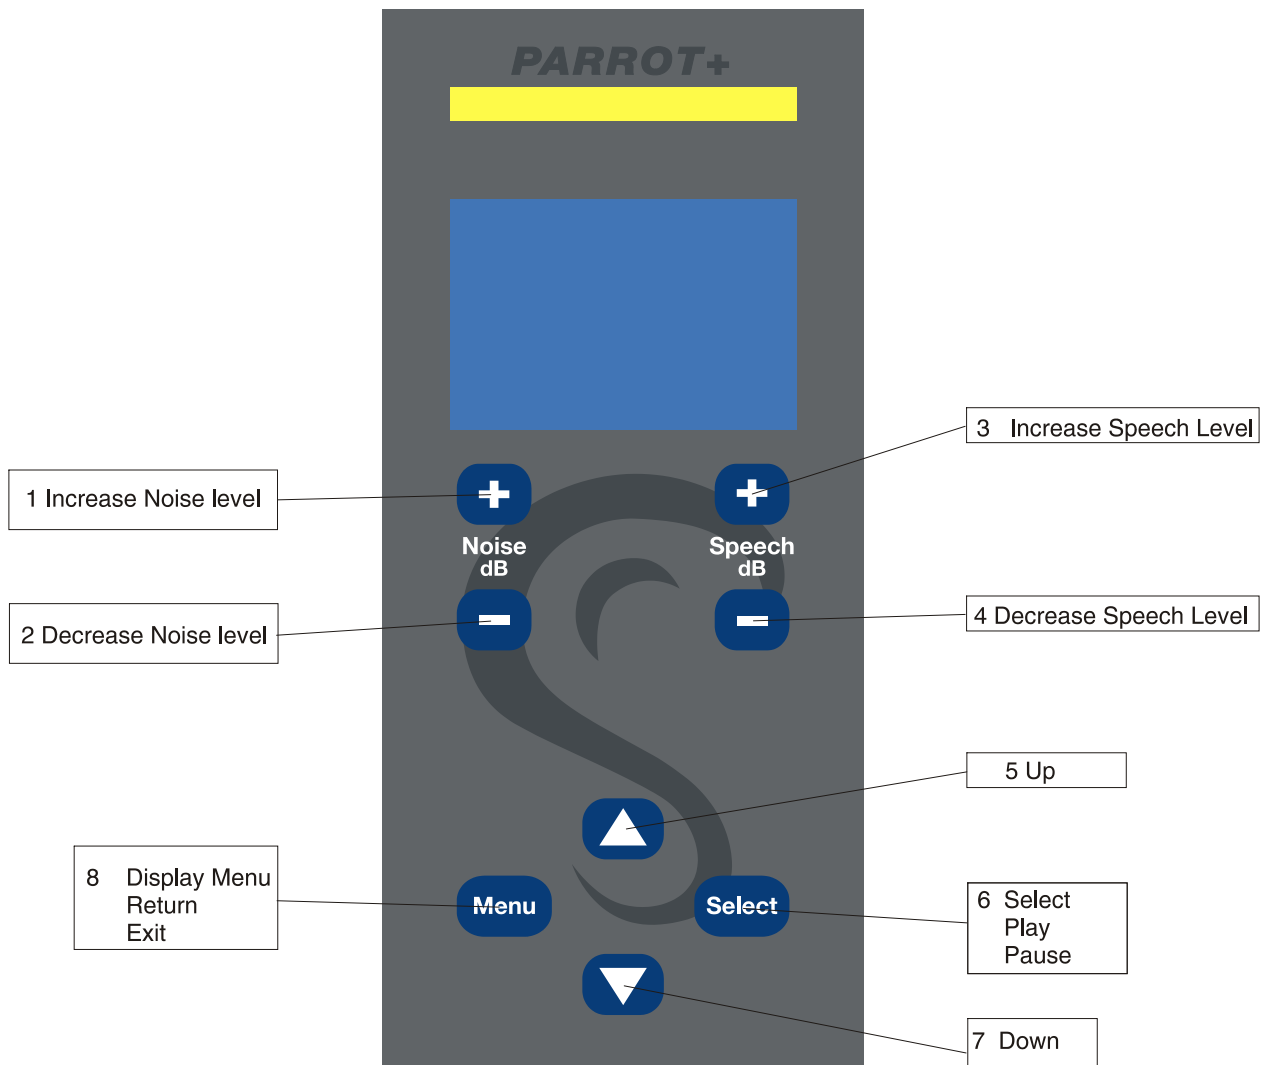 PARROT+
3 Increase Speech Level
1 Increase Noise level
+
+
Noise
dB
Speech
dB
2 Decrease Noise level
4 Decrease Speech Level
5 Up
8 Display Menu
Return
Exit
Menu
Select
6 Select
Play
Pause
7 Down